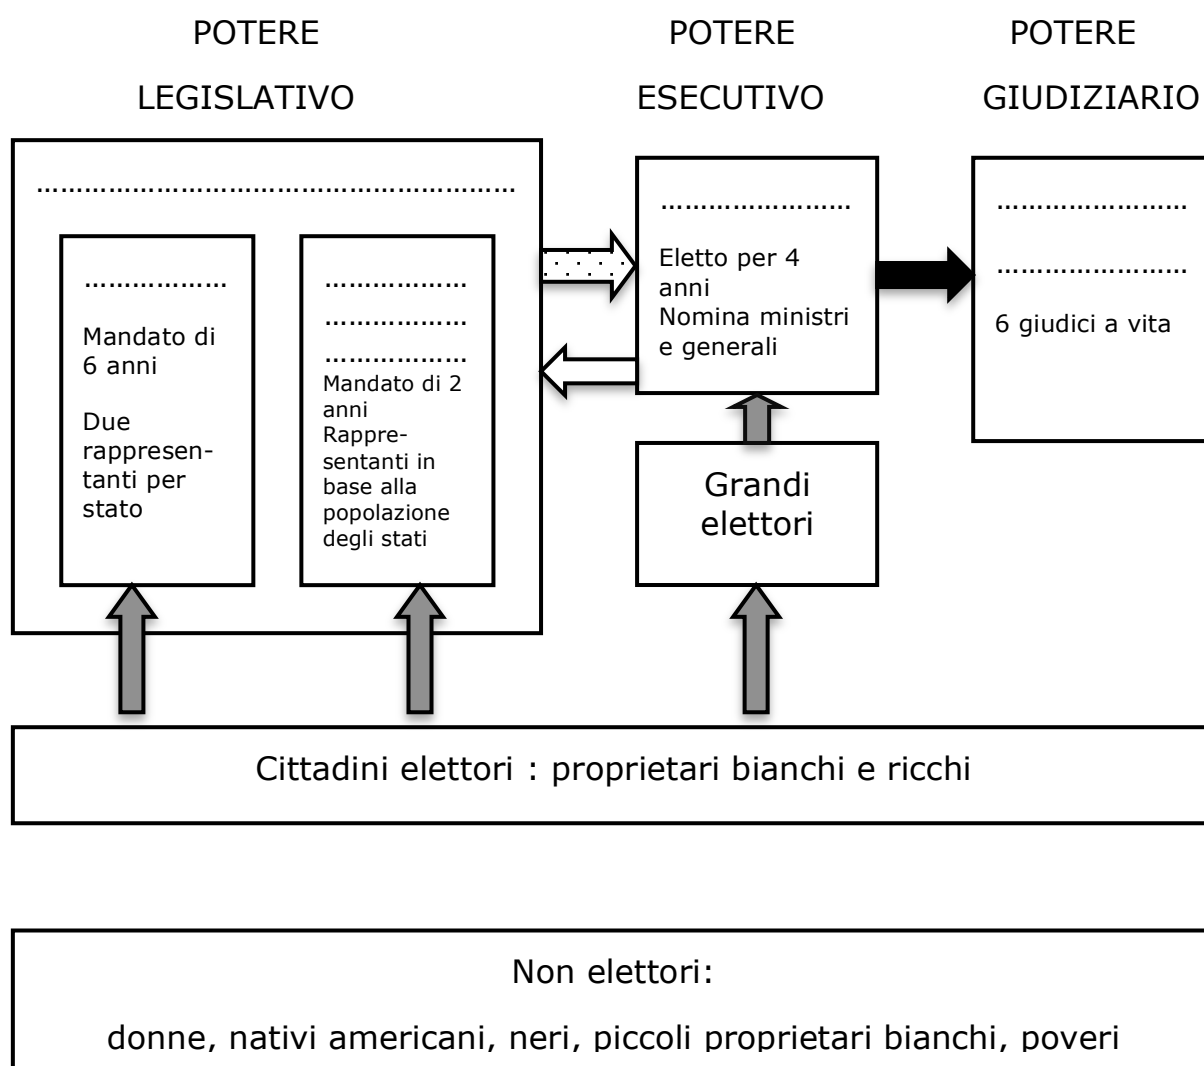 POTERE
LEGISLATIVO
POTERE
ESECUTIVO
POTERE
GIUDIZIARIO
……………………………………………………
………………
Mandato di
6 anni
Due
rappresen-
tanti per
stato
………………
………………
………………
Mandato di 2
anni
Rappre-
sentanti in
base alla
popolazione
degli stati
……………………
Eletto per 4
anni
Nomina ministri
e generali
Grandi
elettori
……………………
……………………
6 giudici a vita
Cittadini elettori : proprietari bianchi e ricchi
Non elettori:
donne, nativi americani, neri, piccoli proprietari bianchi, poveri